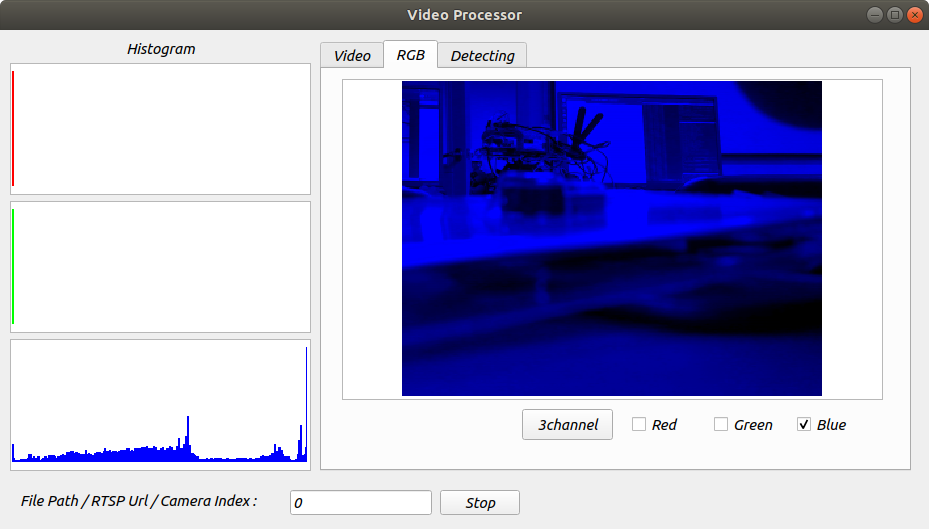 Video Processor
Histogram
Video
RGB
Detecting
3channel
Red
Green
Blue
File Path / RTSP Url / Camera Index :
0
Stop